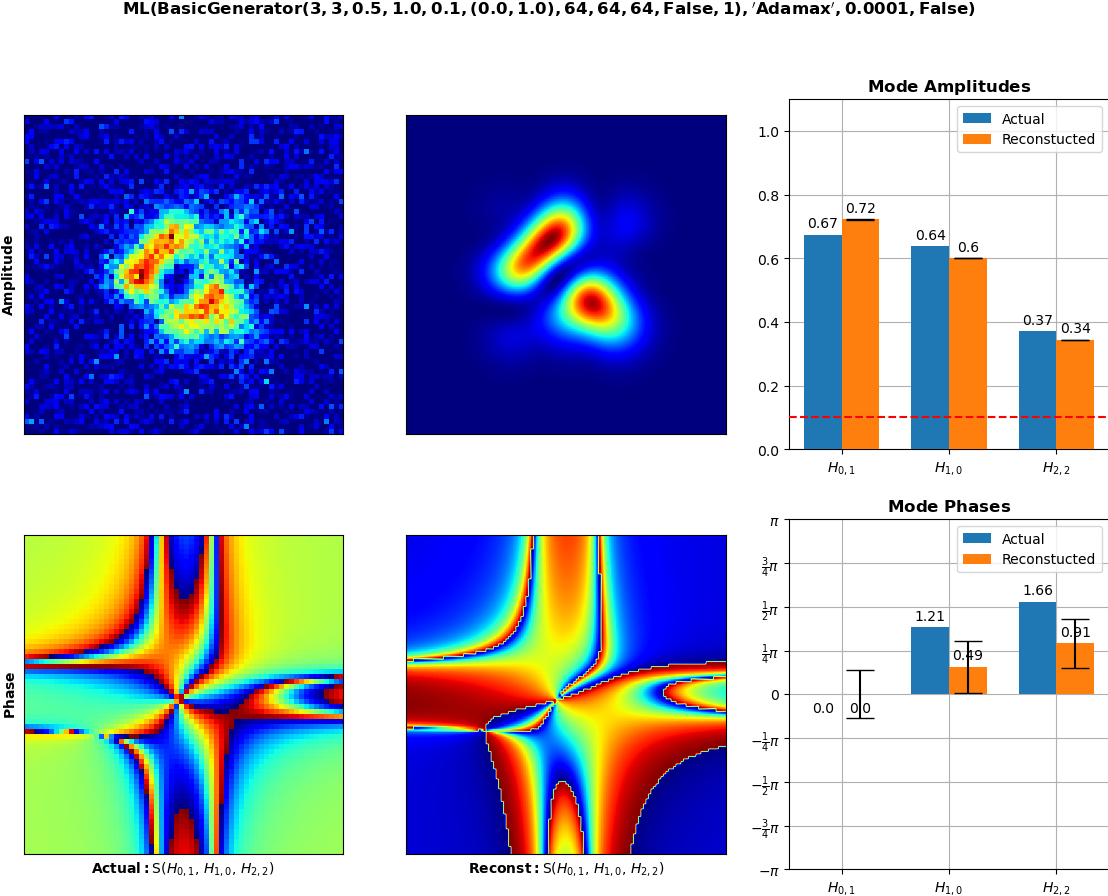 ML(BasicGenerator(3, 3, 0.5, 1.0, 0.1, (0.0, 1.0), 64, 64, 64, False, 1), ′Adamax′, 0.0001, False)
Amplitude
Mode Amplitudes
Actual
Reconstucted
1.0
0.8
0.6
0.4
0.2
0.0
0.67
0.72
0.64
0.6
0.37
0.34
H0, 1
H1, 0
H2, 2
Phase
Actual: S(H0, 1, H1, 0, H2, 2)
Reconst: S(H0, 1, H1, 0, H2, 2)
Mode Phases
Actual
Reconstucted
π
3/4π
1/2π
1/4π
0
−1/4π
−1/2π
−3/4π
−π
0.0
0.0
1.21
0.49
1.66
0.91
H0, 1
H1, 0
H2, 2